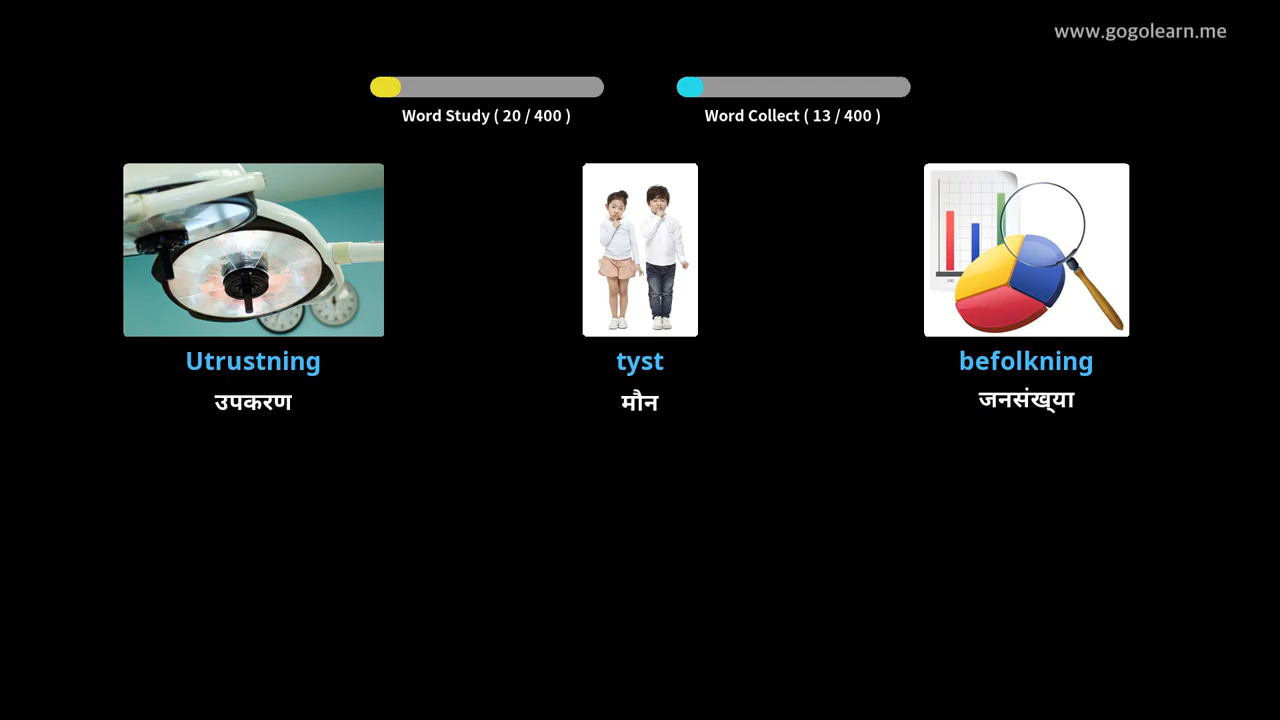 www.gogolearn.me
Word Study ( 20 / 400 )
Word Collect ( 13 / 400 )
Utrustning
उपकरण
tyst
मौन
befolkning
जनसंख्या